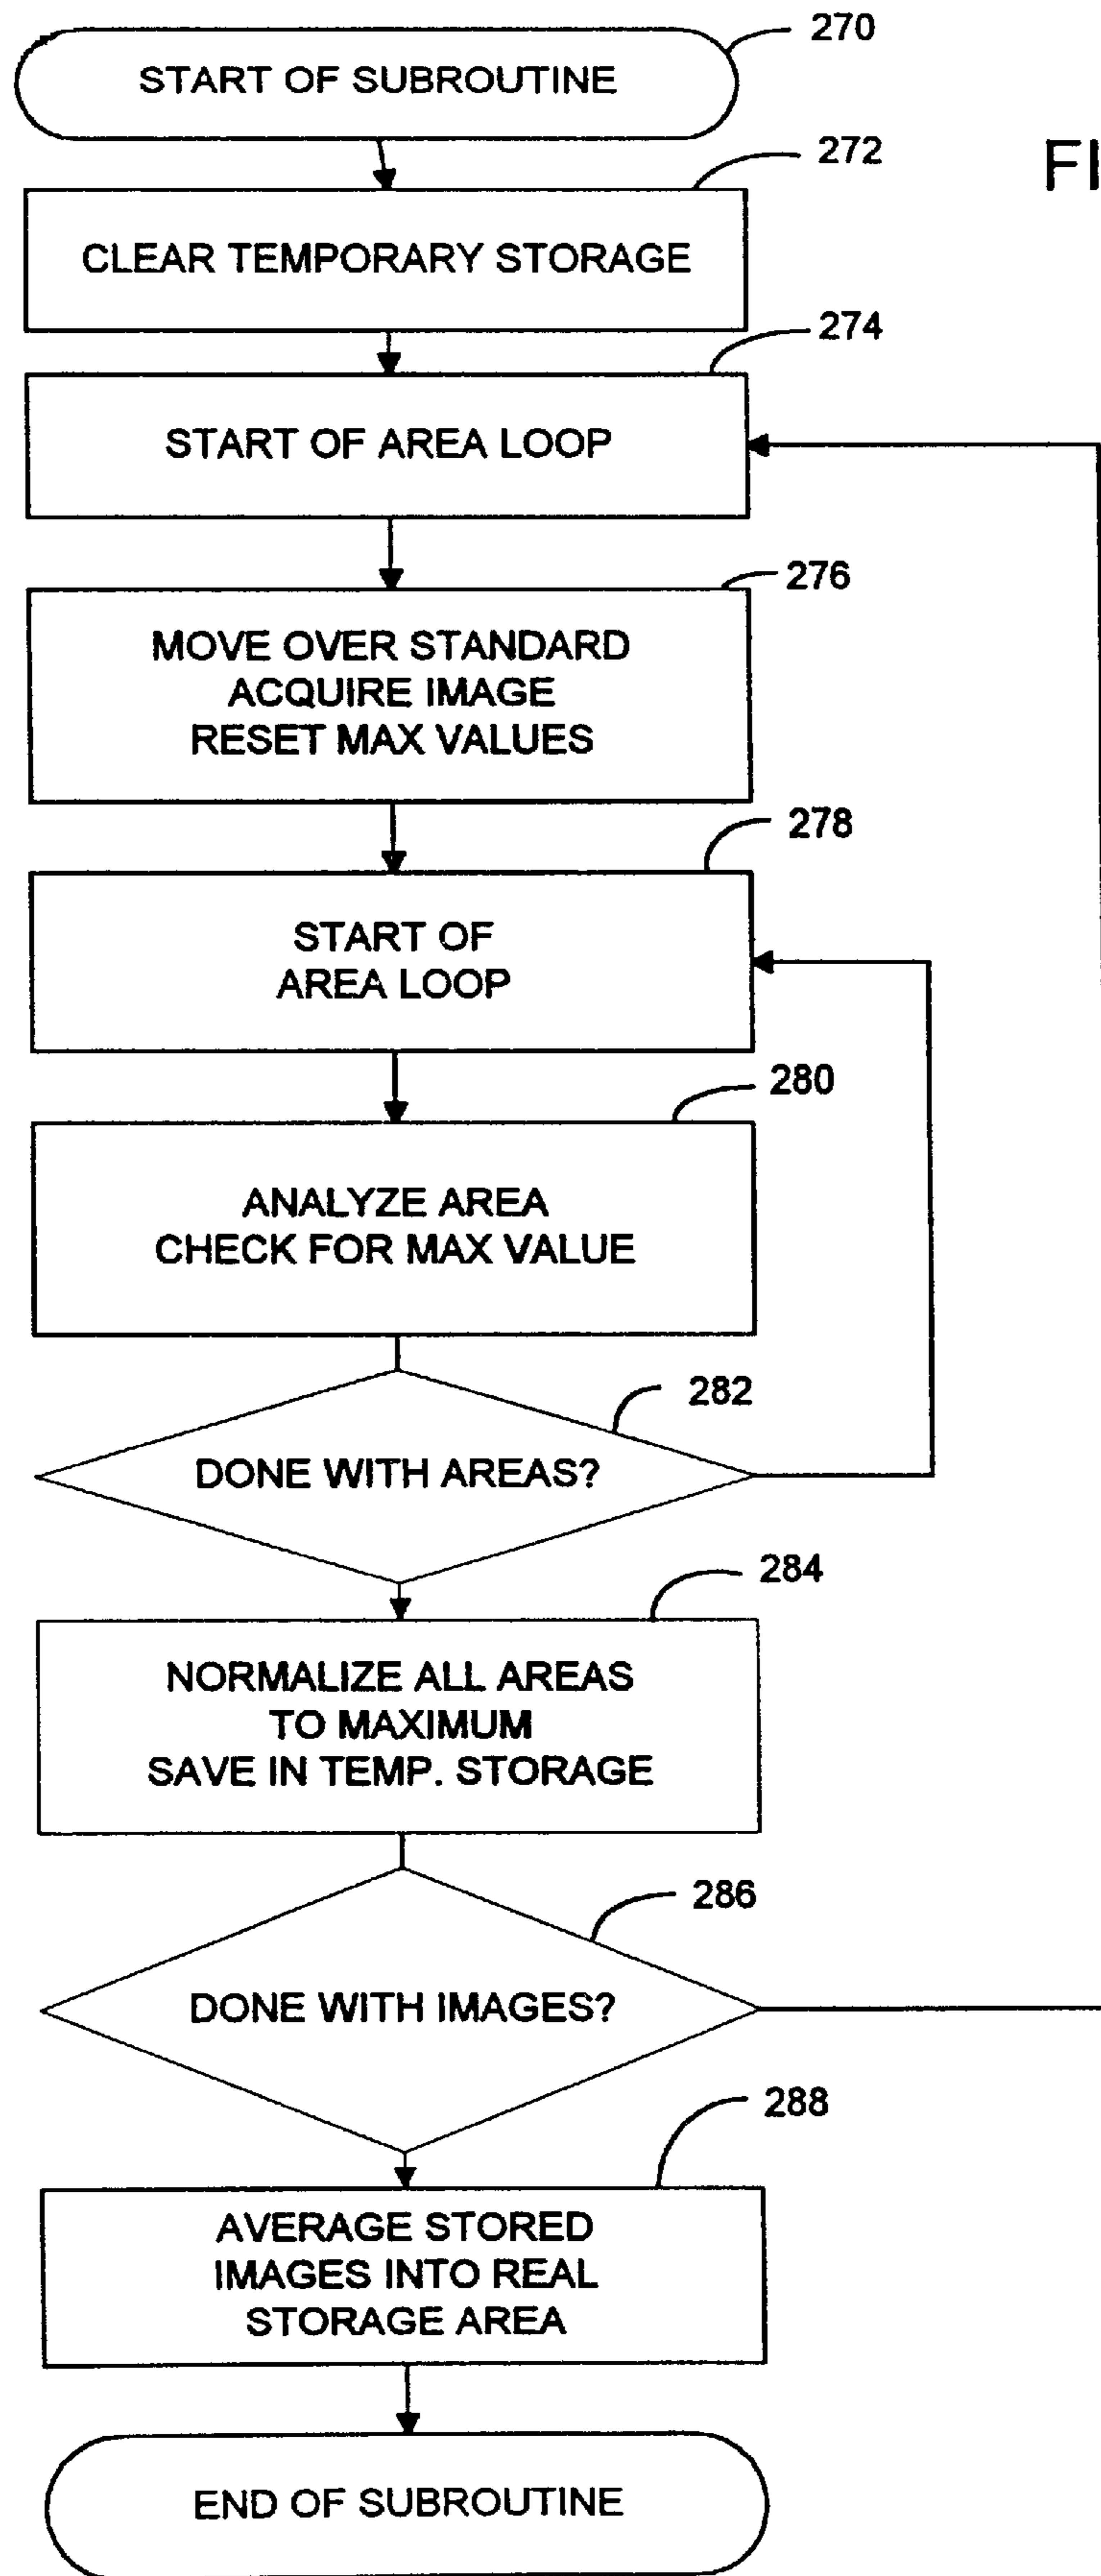 270
START OF SUBROUTINE
272
FI
CLEAR TEMPORARY STORAGE
274
START OF AREA LOOP
276
MOVE OVER STANDARD
ACQUIRE IMAGE
RESET MAX VALUES
278
START OF
AREA LOOP
280
ANALYZE AREA
CHECK FOR MAX VALUE
282
DONE WITH AREAS?
284
NORMALIZE ALL AREAS
TO MAXIMUM
SAVE IN TEMP. STORAGE
286
DONE WITH IMAGES?
288
AVERAGE STORED
IMAGES INTO REAL
STORAGE AREA
END OF SUBROUTINE